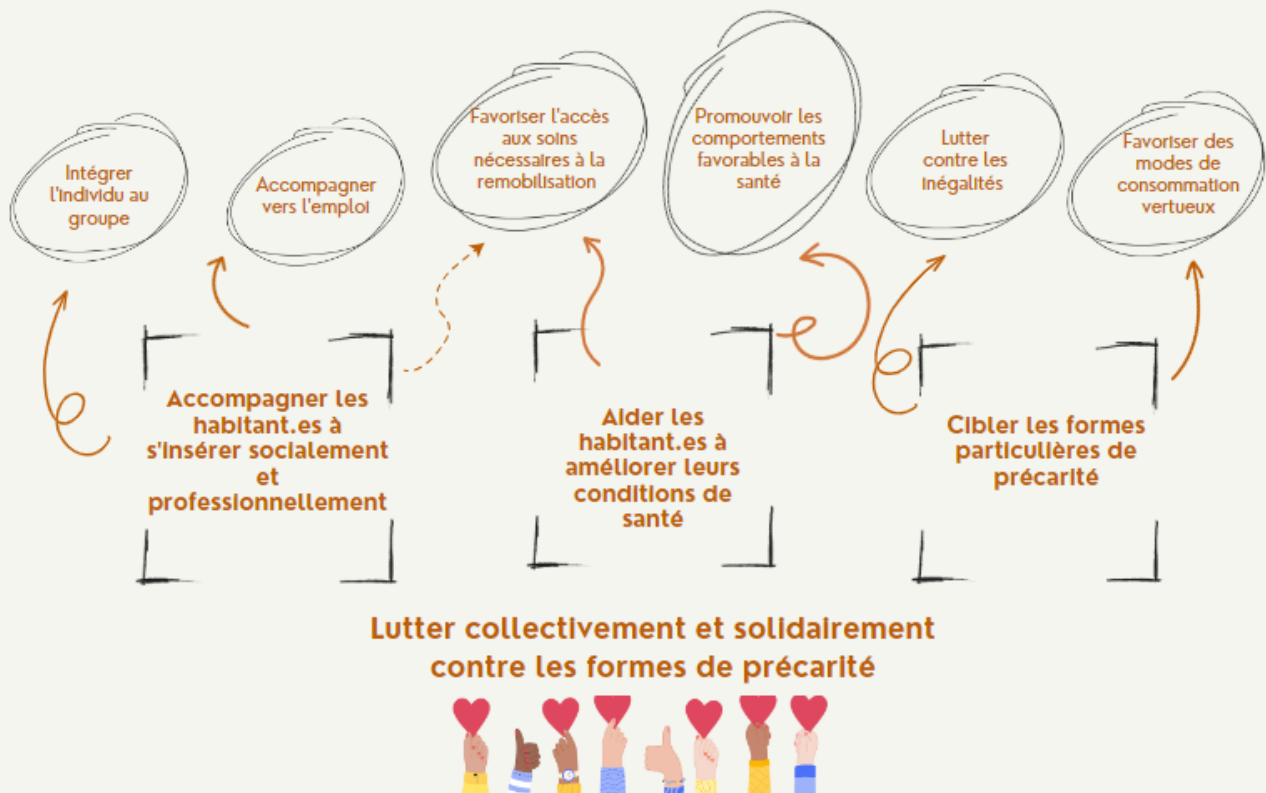 Intégrer
l'individu au
groupe
Accompagner
vers l'emploi
Favoriser l'accès
aux soins
nécessaires à la
remobilisation
Promouvoir les
comportements
favorables à la
santé
Lutter
contre les
inégalités
Favoriser des
modes de
consommation
vertueux
Accompagner les
habitant.es à
s'insérer socialement
et
professionnellement
Aider les
habitant.es à
améliorer leurs
conditions de
santé
Cibler les formes
particulières de
précarité
Lutter collectivement et solidairement
contre les formes de précarité